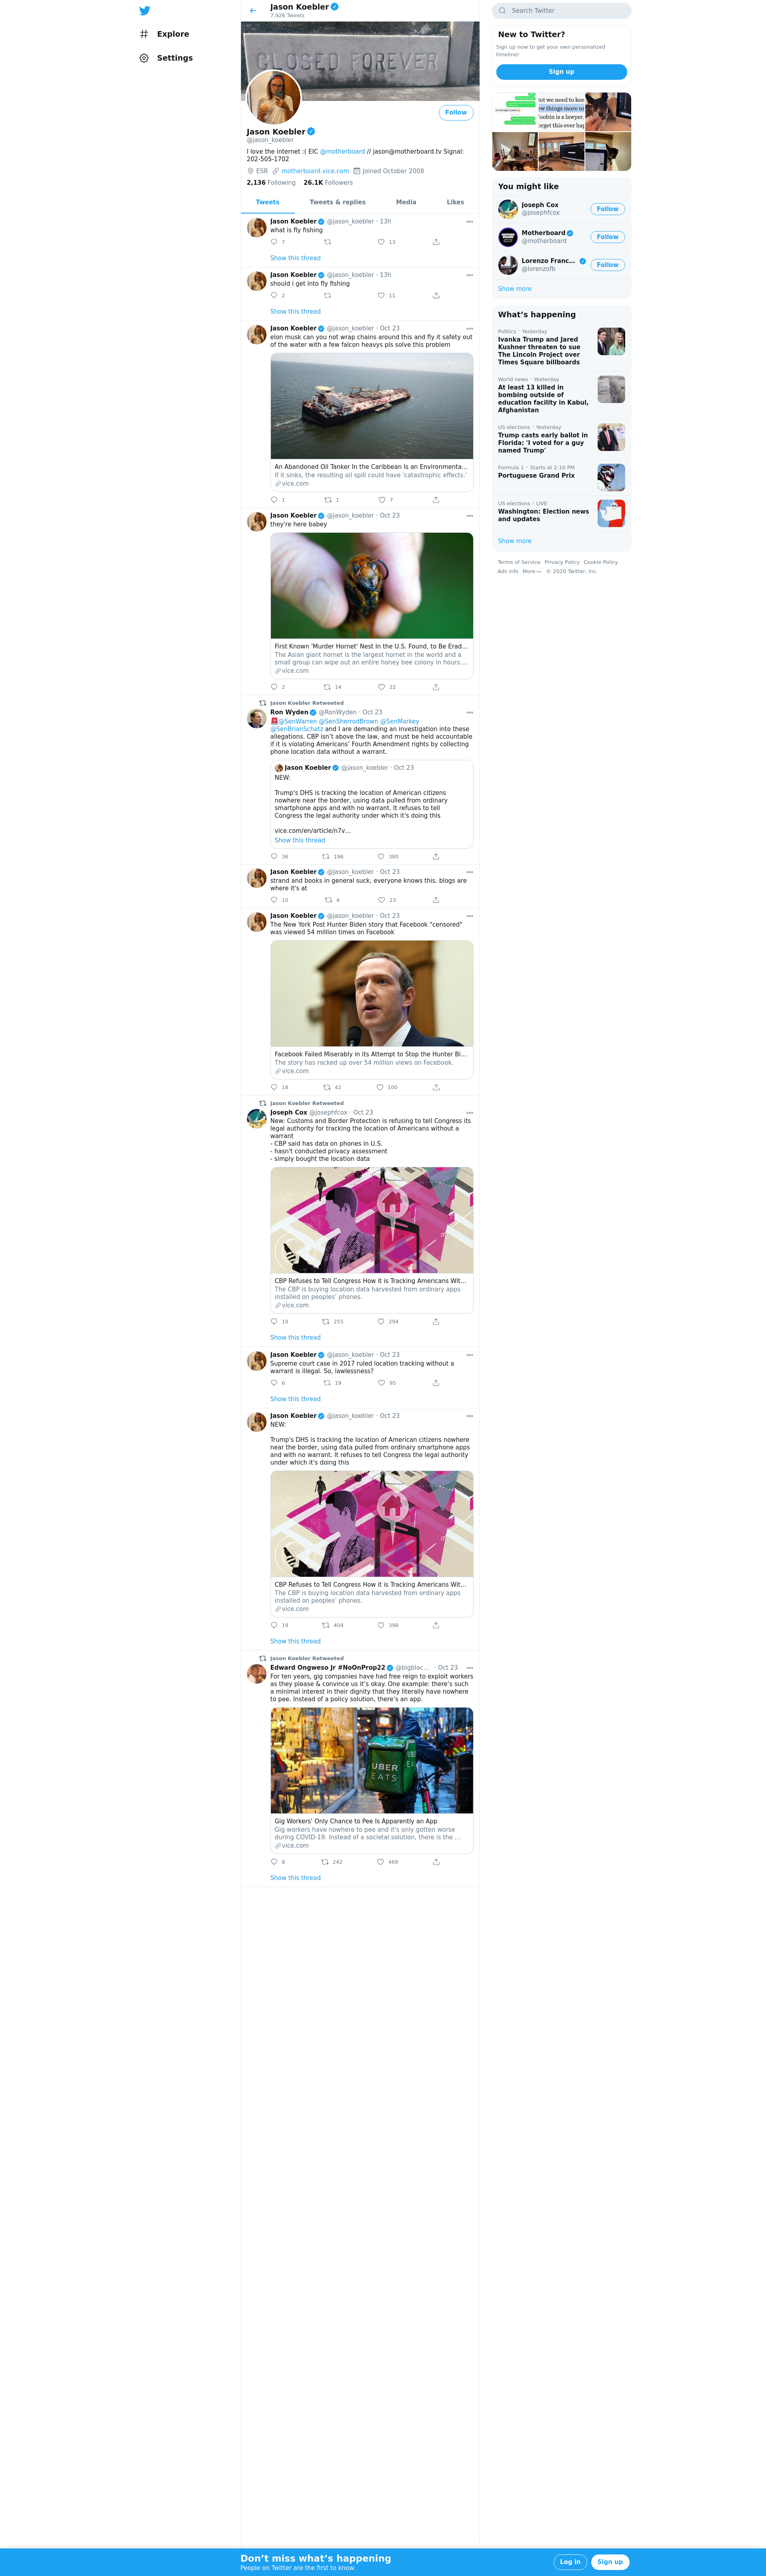 Explore
Settings
Jason Koebler
7,926 Tweets
CLOSED FOREVER
Follow
Jason Koebler
@jason_koebler
I love the internet :( EIC @motherboard // jason@motherboard.tv Signal:
202-505-1702
ESR motherboard.vice.com Joined October 2008
2,136 Following 26.1K Followers
Tweets Tweets & replies Media Likes
Jason Koebler @jason_koebler · 13h
what is fly fishing
7 13
Show this thread
Jason Koebler @jason_koebler · 13h
should i get into fly fishing
2 11
Show this thread
Jason Koebler @jason_koebler · Oct 23
elon musk can you not wrap chains around this and fly it safety out
of the water with a few falcon heavys pls solve this problem
An Abandoned Oil Tanker In the Caribbean Is an Environmenta...
If it sinks, the resulting oil spill could have 'catastrophic effects.'
vice.com
1 1 7
Jason Koebler @jason_koebler · Oct 23
they're here babey
First Known 'Murder Hornet' Nest In the U.S. Found, to Be Erad...
The Asian giant hornet is the largest hornet in the world and a
small group can wipe out an entire honey bee colony in hours....
vice.com
2 14 22
Jason Koebler Retweeted
Ron Wyden @RonWyden · Oct 23
🚨@SenWarren @SenSherrodBrown @SenMarkey
@SenBrianSchatz and I are demanding an investigation into these
allegations. CBP isn't above the law, and must be held accountable
if it is violating Americans' Fourth Amendment rights by collecting
phone location data without a warrant.
Jason Koebler @jason_koebler · Oct 23
NEW:
Trump's DHS is tracking the location of American citizens
nowhere near the border, using data pulled from ordinary
smartphone apps and with no warrant. It refuses to tell
Congress the legal authority under which it's doing this
vice.com/en/article/n7v...
Show this thread
36 198 380
Jason Koebler @jason_koebler · Oct 23
strand and books in general suck, everyone knows this. blogs are
where it's at
10 4 23
Jason Koebler @jason_koebler · Oct 23
The New York Post Hunter Biden story that Facebook "censored"
was viewed 54 million times on Facebook
Facebook Failed Miserably in its Attempt to Stop the Hunter Bi...
The story has racked up over 54 million views on Facebook.
vice.com
18 42 100
Jason Koebler Retweeted
Joseph Cox @josephfcox · Oct 23
New: Customs and Border Protection is refusing to tell Congress its
legal authority for tracking the location of Americans without a
warrant
- CBP said has data on phones in U.S.
- hasn't conducted privacy assessment
- simply bought the location data
CBP Refuses to Tell Congress How it is Tracking Americans Wit...
The CBP is buying location data harvested from ordinary apps
installed on peoples' phones.
vice.com
10 255 294
Show this thread
Jason Koebler @jason_koebler · Oct 23
Supreme court case in 2017 ruled location tracking without a
warrant is illegal. So, lawlessness?
6 19 95
Show this thread
Jason Koebler @jason_koebler · Oct 23
NEW:
Trump's DHS is tracking the location of American citizens nowhere
near the border, using data pulled from ordinary smartphone apps
and with no warrant. It refuses to tell Congress the legal authority
under which it's doing this
CBP Refuses to Tell Congress How it is Tracking Americans Wit...
The CBP is buying location data harvested from ordinary apps
installed on peoples' phones.
vice.com
19 404 398
Show this thread
Jason Koebler Retweeted
Edward Ongweso Jr #NoOnProp22 @bigblac... · Oct 23
For ten years, gig companies have had free reign to exploit workers
as they please & convince us it's okay. One example: there's such
a minimal interest in their dignity that they literally have nowhere
to pee. Instead of a policy solution, there's an app.
UBER
EATS
Gig Workers' Only Chance to Pee Is Apparently an App
Gig workers have nowhere to pee and it's only gotten worse
during COVID-19. Instead of a societal solution, there is the ...
vice.com
8 242 468
Show this thread
Search Twitter
New to Twitter?
Sign up now to get your own personalized
timeline!
Sign up
You might like
Joseph Cox
@josephfcox
Follow
Motherboard
@motherboard
Follow
Lorenzo Franc...
@lorenzofb
Follow
Show more
What's happening
Politics · Yesterday
Ivanka Trump and Jared
Kushner threaten to sue
The Lincoln Project over
Times Square billboards
World news · Yesterday
At least 13 killed in
bombing outside of
education facility in Kabul,
Afghanistan
US elections · Yesterday
Trump casts early ballot in
Florida: 'I voted for a guy
named Trump'
Formula 1 · Starts at 2:10 PM
Portuguese Grand Prix
US elections · LIVE
Washington: Election news
and updates
Show more
Terms of Service Privacy Policy Cookie Policy
Ads info More © 2020 Twitter, Inc.
Don't miss what's happening
People on Twitter are the first to know.
Log in
Sign up